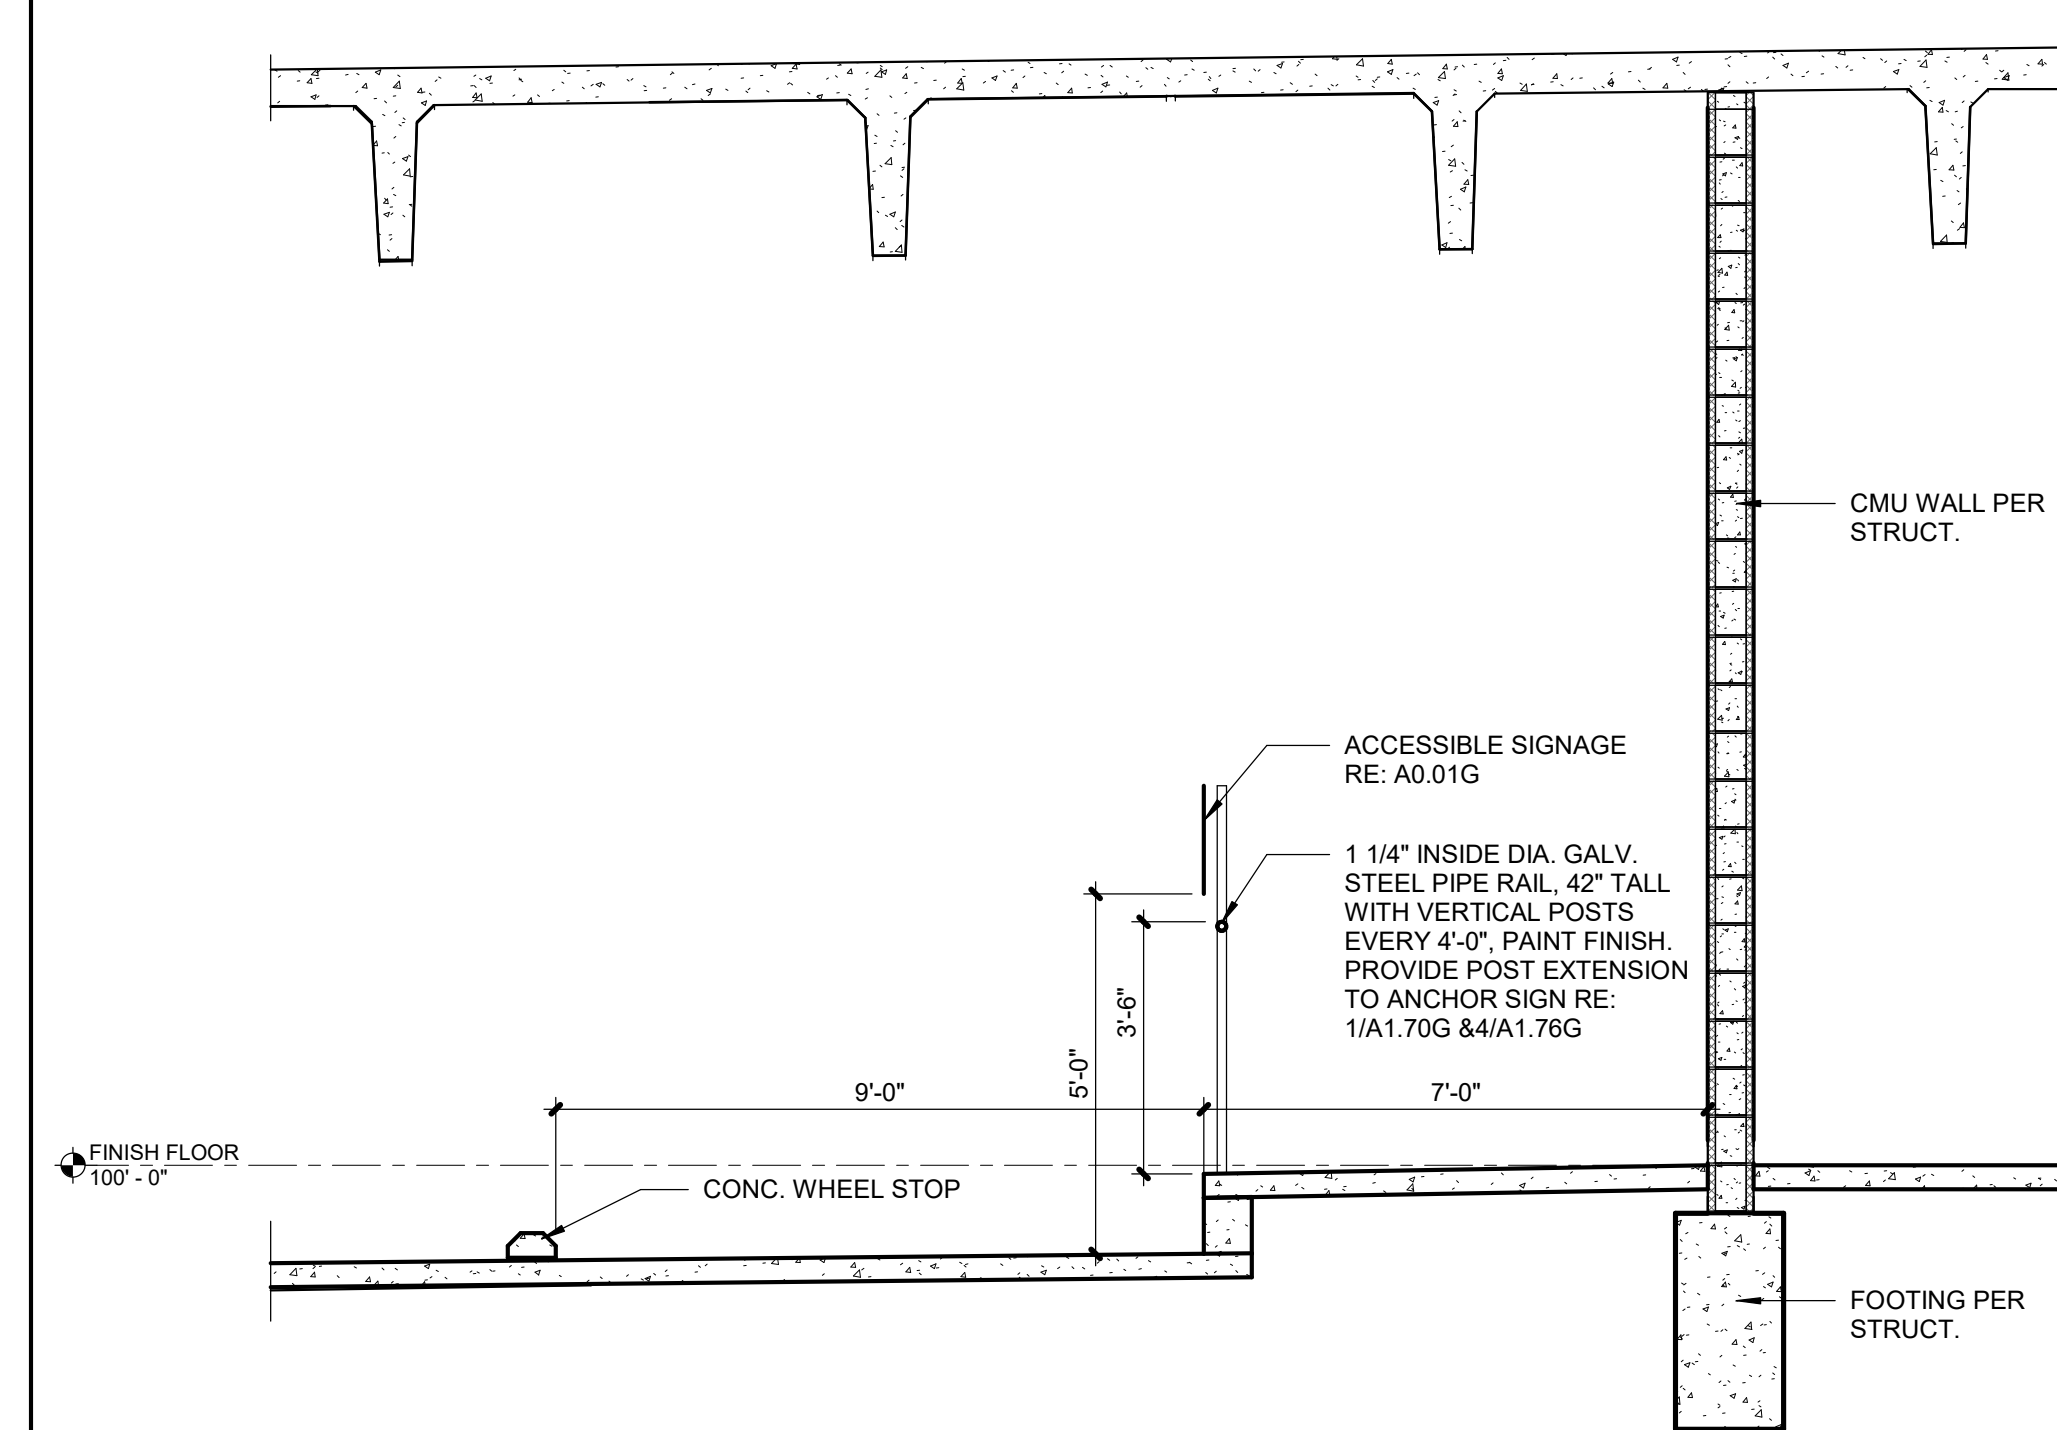 CMU WALL PER
STRUCT.
ACCESSIBLE SIGNAGE
RE: A0.01G
1 1/4" INSIDE DIA. GALV.
STEEL PIPE RAIL, 42" TALL
WITH VERTICAL POSTS
EVERY 4'-0", PAINT FINISH.
PROVIDE POST EXTENSION
TO ANCHOR SIGN RE:
1/A1.70G &4/A1.76G
3'-6"
5'-0"
9'-0"
7'-0"
FINISH FLOOR
100' - 0"
CONC. WHEEL STOP
FOOTING PER
STRUCT.